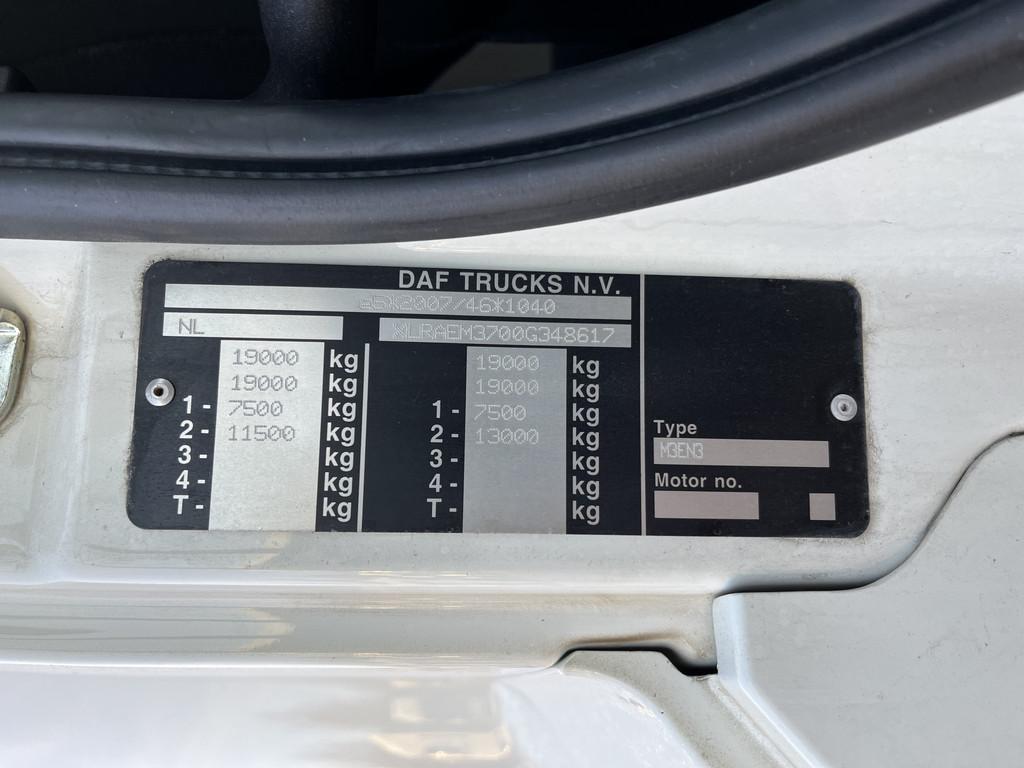 DAF TRUCKS N.V.
e5*2007/46*1040
NL XLRAEM3700G348617
19000 kg 19000 kg
19000 kg 19000 kg
1- 7500 kg 1- 7500 kg
2- 11500 kg 2- 13000 kg
3- kg 3- kg
4- kg 4- kg
T- kg T- kg
Type
M3EN3
Motor no.